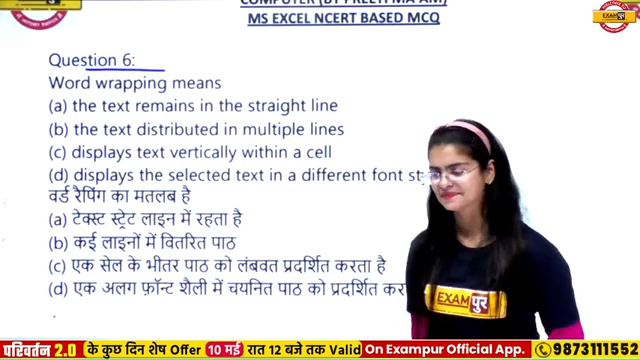 COMPUTER (BY PREETI MA'AM)
MS EXCEL NCERT BASED MCQ
Question 6:
Word wrapping means
(a) the text remains in the straight line
(b) the text distributed in multiple lines
(c) displays text vertically within a cell
(d) displays the selected text in a different font
वर्ड रैपिंग का मतलब है
(a) टेक्स्ट स्ट्रेट लाइन में रहता है
(b) कई लाइनों में वितरित पाठ
(c) एक सेल के भीतर पाठ को लंबवत प्रदर्शित करता है
(d) एक अलग फ़ॉन्ट शैली में चयनित पाठ को प्रदर्शित
EXAMपुर
EXAMपुर
परिवर्तन 2.0 के कुछ दिन शेष Offer 10 मई रात 12 बजे तक Valid On Exampur Official App. 9873111552